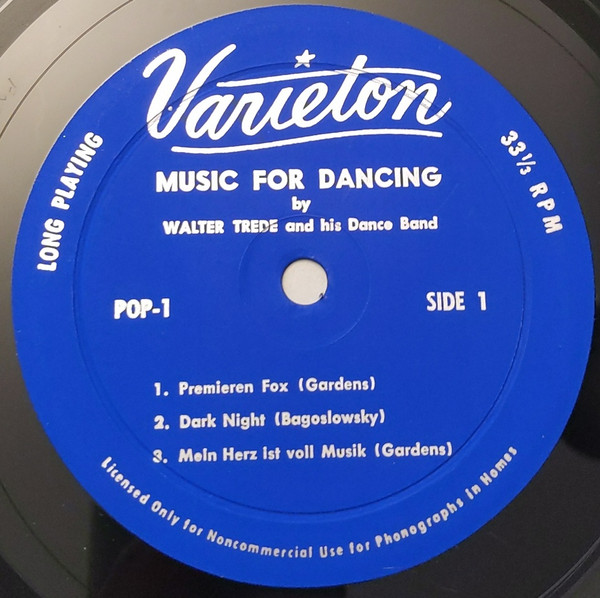 Varieton
MUSIC FOR DANCING
by
WALTER TREDE and his Dance Band
LONG PLAYING
33⅓ RPM
POP-1
SIDE 1
1. Premieren Fox (Gardens)
2. Dark Night (Bagoslowsky)
3. Mein Herz ist voll Musik (Gardens)
Licensed Only for Noncommercial Use for Phonographs in Homes